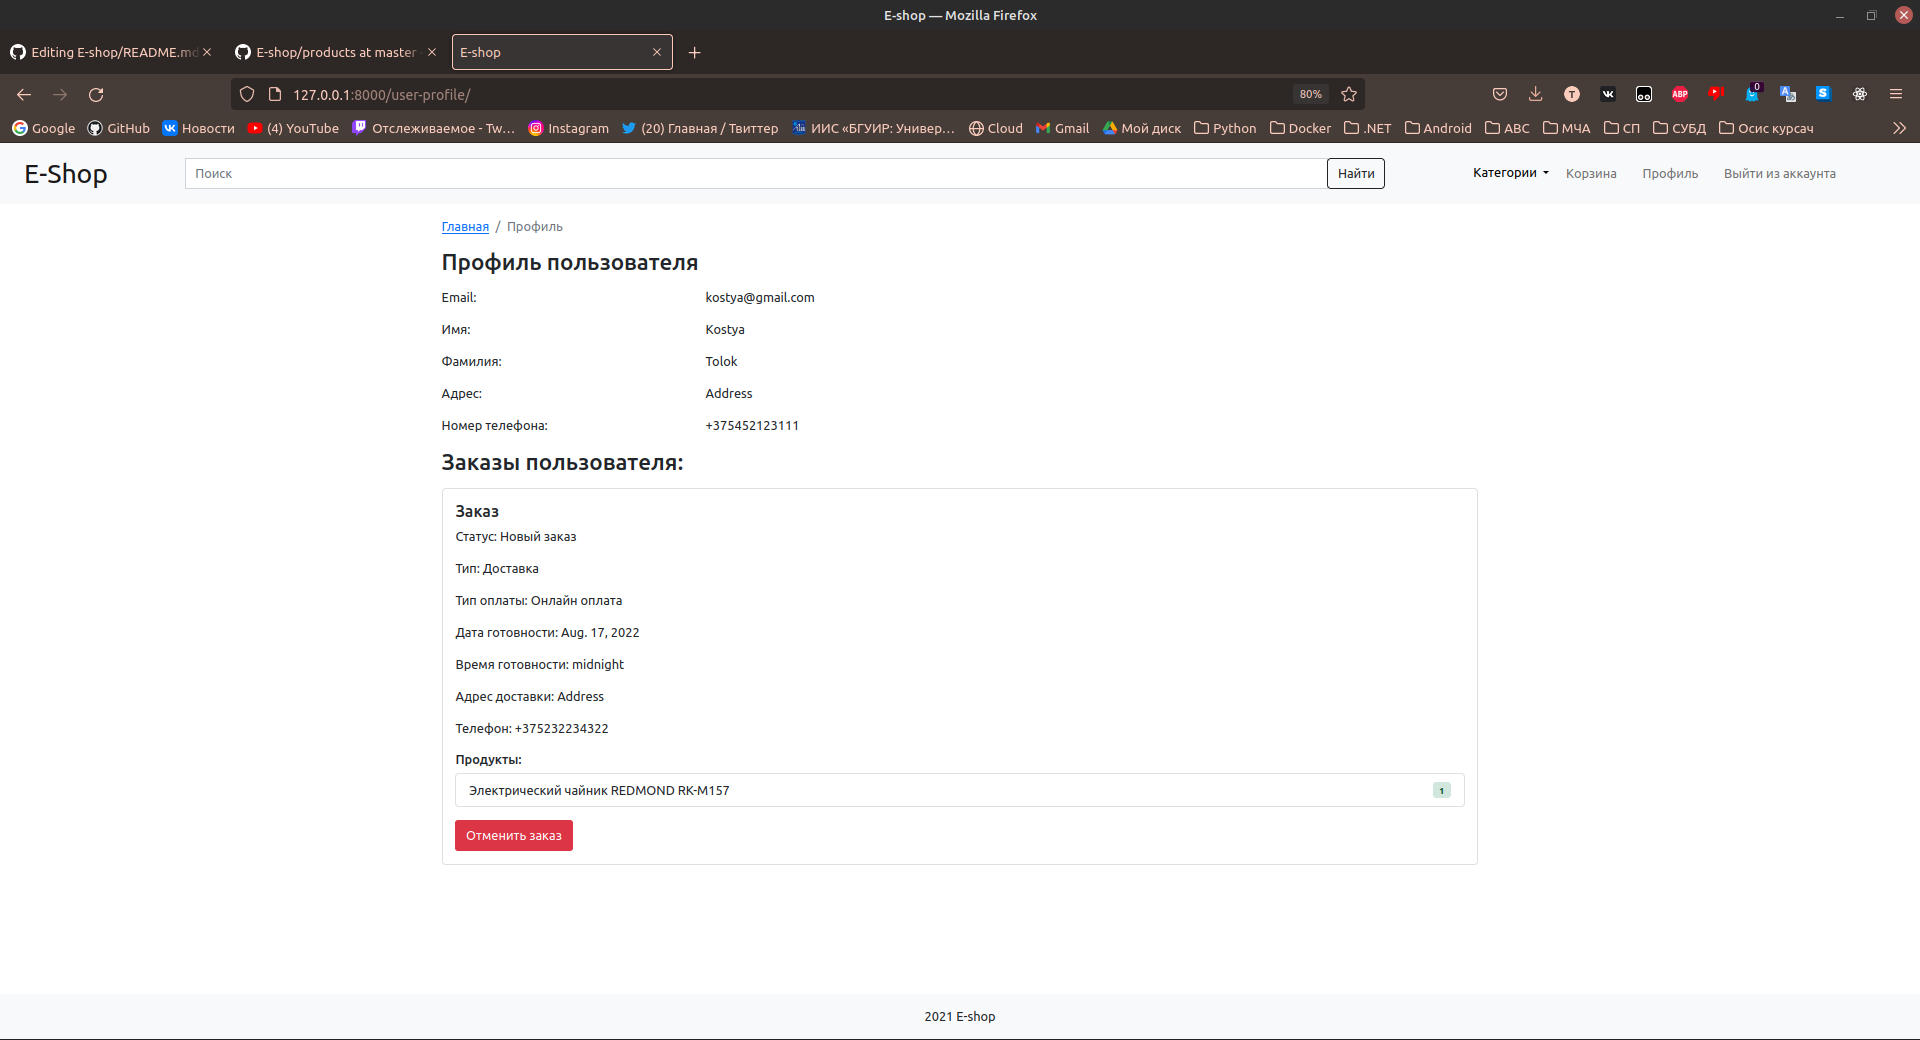 E-shop — Mozilla Firefox
Editing E-shop/README.md
E-shop/products at master
E-shop
127.0.0.1:8000/user-profile/
80%
T
ABP
0
S
Google
GitHub
Новости
(4) YouTube
Отслеживаемое - Tw…
Instagram
(20) Главная / Твиттер
ИИС «БГУИР: Универ…
Cloud
Gmail
Мой диск
Python
Docker
.NET
Android
АВС
МЧА
СП
СУБД
Осис курсач
E-Shop
Поиск
Найти
Категории
Корзина
Профиль
Выйти из аккаунта
Главная / Профиль
Профиль пользователя
Email: kostya@gmail.com
Имя: Kostya
Фамилия: Tolok
Адрес: Address
Номер телефона: +375452123111
Заказы пользователя:
Заказ
Статус: Новый заказ
Тип: Доставка
Тип оплаты: Онлайн оплата
Дата готовности: Aug. 17, 2022
Время готовности: midnight
Адрес доставки: Address
Телефон: +375232234322
Продукты:
Электрический чайник REDMOND RK-M157 1
Отменить заказ
2021 E-shop